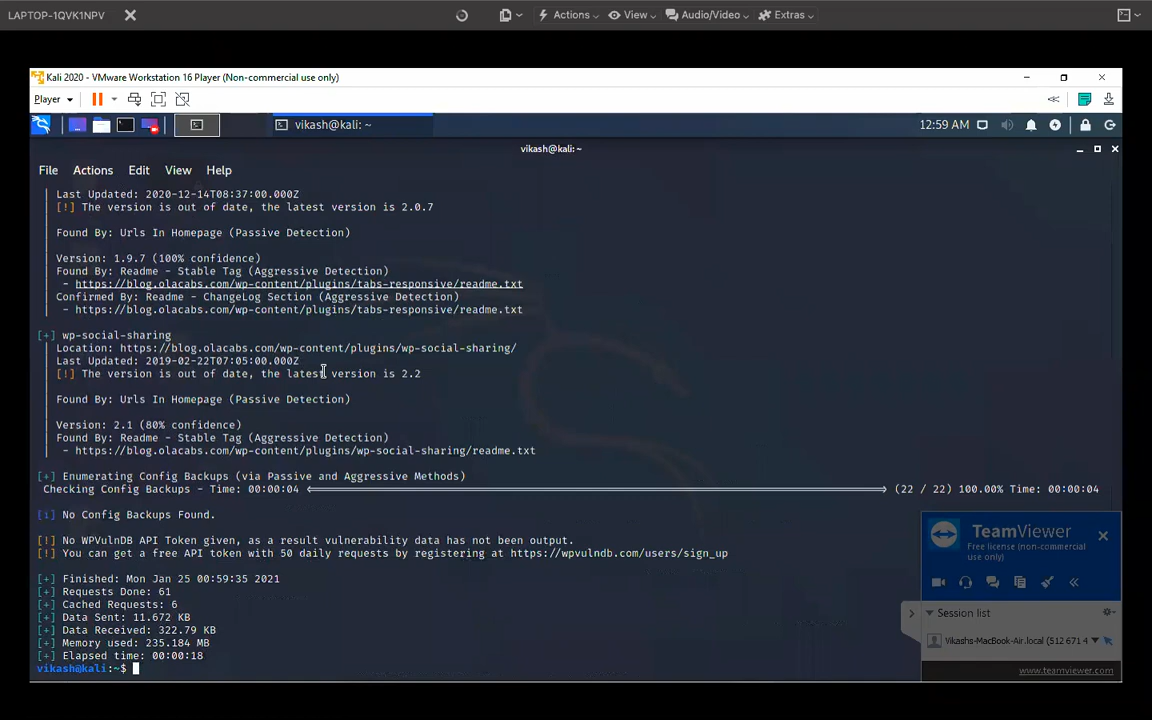 LAPTOP-1QVK1NPV
Actions
View
Audio/Video
Extras
Kali 2020 - VMware Workstation 16 Player (Non-commercial use only)
Player
vikash@kali: ~
12:59 AM
vikash@kali: ~
File Actions Edit View Help
| Last Updated: 2020-12-14T08:37:00.000Z
| [!] The version is out of date, the latest version is 2.0.7
|
| Found By: Urls In Homepage (Passive Detection)
|
| Version: 1.9.7 (100% confidence)
| Found By: Readme - Stable Tag (Aggressive Detection)
|  - https://blog.olacabs.com/wp-content/plugins/tabs-responsive/readme.txt
| Confirmed By: Readme - ChangeLog Section (Aggressive Detection)
|  - https://blog.olacabs.com/wp-content/plugins/tabs-responsive/readme.txt
[+] wp-social-sharing
| Location: https://blog.olacabs.com/wp-content/plugins/wp-social-sharing/
| Last Updated: 2019-02-22T07:05:00.000Z
| [!] The version is out of date, the latest version is 2.2
|
| Found By: Urls In Homepage (Passive Detection)
|
| Version: 2.1 (80% confidence)
| Found By: Readme - Stable Tag (Aggressive Detection)
|  - https://blog.olacabs.com/wp-content/plugins/wp-social-sharing/readme.txt
[+] Enumerating Config Backups (via Passive and Aggressive Methods)
Checking Config Backups - Time: 00:00:04 <=====> (22 / 22) 100.00% Time: 00:00:04
[i] No Config Backups Found.
[!] No WPVulnDB API Token given, as a result vulnerability data has not been output.
[!] You can get a free API token with 50 daily requests by registering at https://wpvulndb.com/users/sign_up
[+] Finished: Mon Jan 25 00:59:35 2021
[+] Requests Done: 61
[+] Cached Requests: 6
[+] Data Sent: 11.672 KB
[+] Data Received: 322.79 KB
[+] Memory used: 235.184 MB
[+] Elapsed time: 00:00:18
vikash@kali:~$
TeamViewer
Free license (non-commercial
use only)
Session list
Vikashs-MacBook-Air.local (512 671 4
www.teamviewer.com